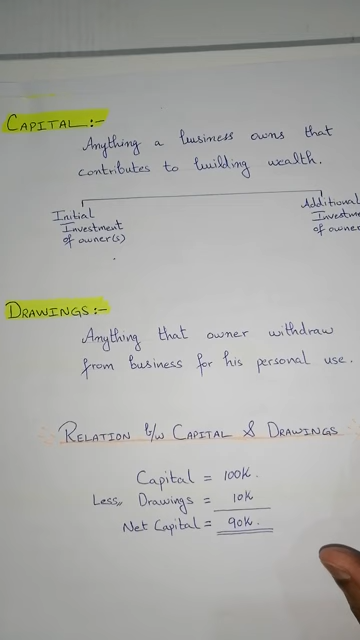 CAPITAL:-
Anything a business owns that
contributes to building wealth.
Initial
Investment
of owner(s)
Additional
Investme
of owner
DRAWINGS:-
Anything that owner withdraw
from business for his personal use.
RELATION b/w CAPITAL & DRAWINGS
Capital = 100K.
Less,, Drawings = 10K
Net Capital = 90K.